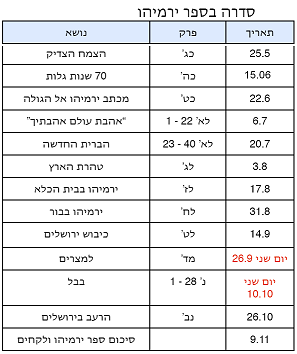 סדרה בספר ירמיהו
תאריך פרק נושא
25.5 כג' הצמח הצדיק
15.06 כה' 70 שנות גלות
22.6 כט' מכתב ירמיהו אל הגולה
6.7 לא' 22 - 1 "אהבת עולם אהבתיך"
20.7 לא' 40 - 23 הברית החדשה
3.8 לג' טהרת הארץ
17.8 לז' ירמיהו בבית הכלא
31.8 לח' ירמיהו בבור
14.9 לט' כיבוש ירושלים
יום שני 26.9 מד' למצרים
יום שני
10.10 נ' 28 - 1 בבל
26.10 נב' הרעב בירושלים
9.11 סיכום ספר ירמיהו ולקחים